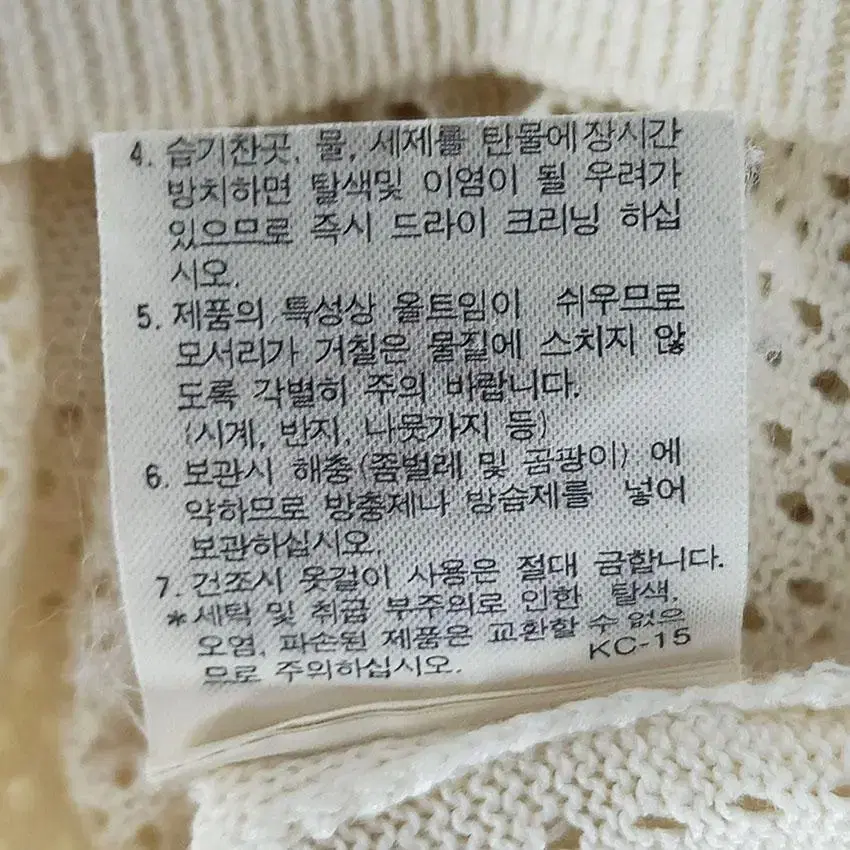 4. 습기찬곳, 물, 세제를 탄물에 장시간
방치하면 탈색및 이염이 될 우려가
있으므로 즉시 드라이 크리닝 하십
시오.
5. 제품의 특성상 올트임이 쉬우므로
모서리가 거칠은 물질에 스치지 않
도록 각별히 주의 바랍니다.
(시계, 반지, 나뭇가지 등)
6. 보관시 해충(좀벌레 및 곰팡이) 에
약하므로 방충제나 방습제를 넣어
보관하십시오.
7. 건조시 옷걸이 사용은 절대 금합니다.
*세탁 및 취급 부주의로 인한 탈색,
오염, 파손된 제품은 교환할 수 없으
므로 주의하십시오. KC-15